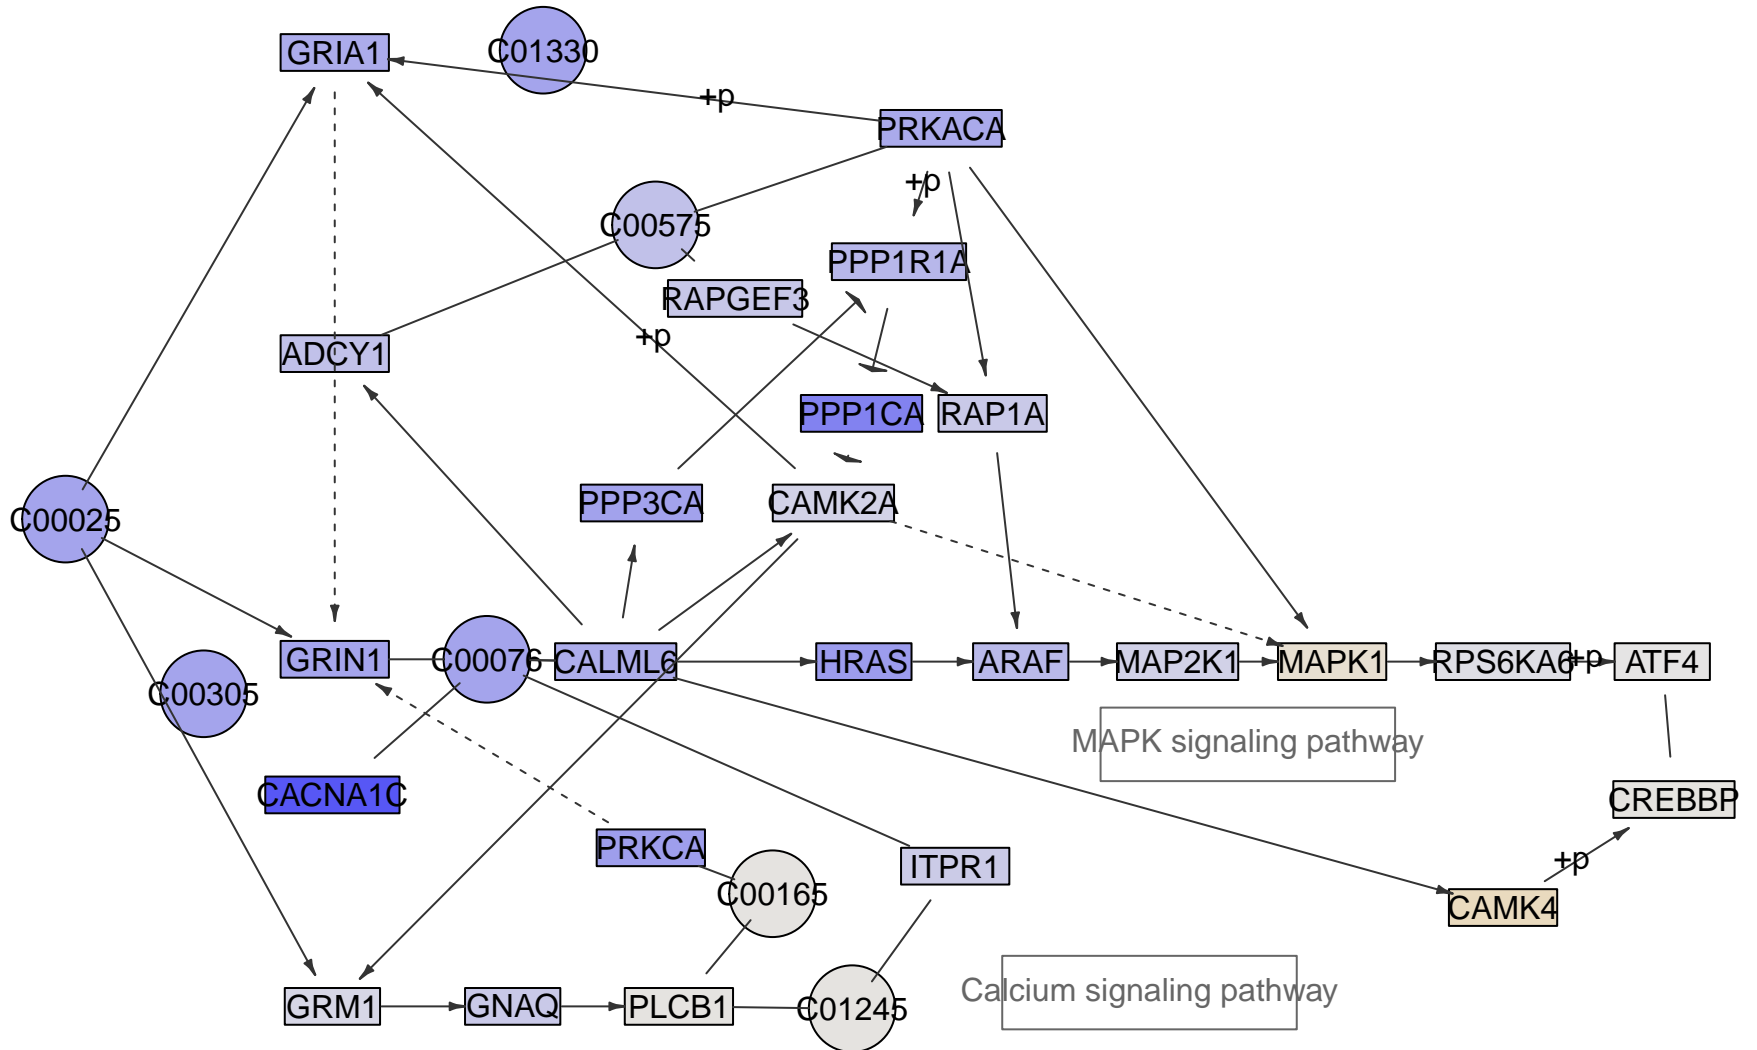 C01330
GRIA1
+p
PRKACA
+p
C00575
PPP1R1A
RAPGEF3
+p
ADCY1
PPP1CA
RAP1A
PPP3CA
CAMK2A
C00025
GRIN1
C00076
CALML6
HRAS
ARAF
MAP2K1
MAPK1
RPS6KA6
+p
ATF4
C00305
MAPK signaling pathway
CACNA1C
CREBBP
PRKCA
ITPR1
+p
C00165
CAMK4
Calcium signaling pathway
GRM1
GNAQ
PLCB1
C01245